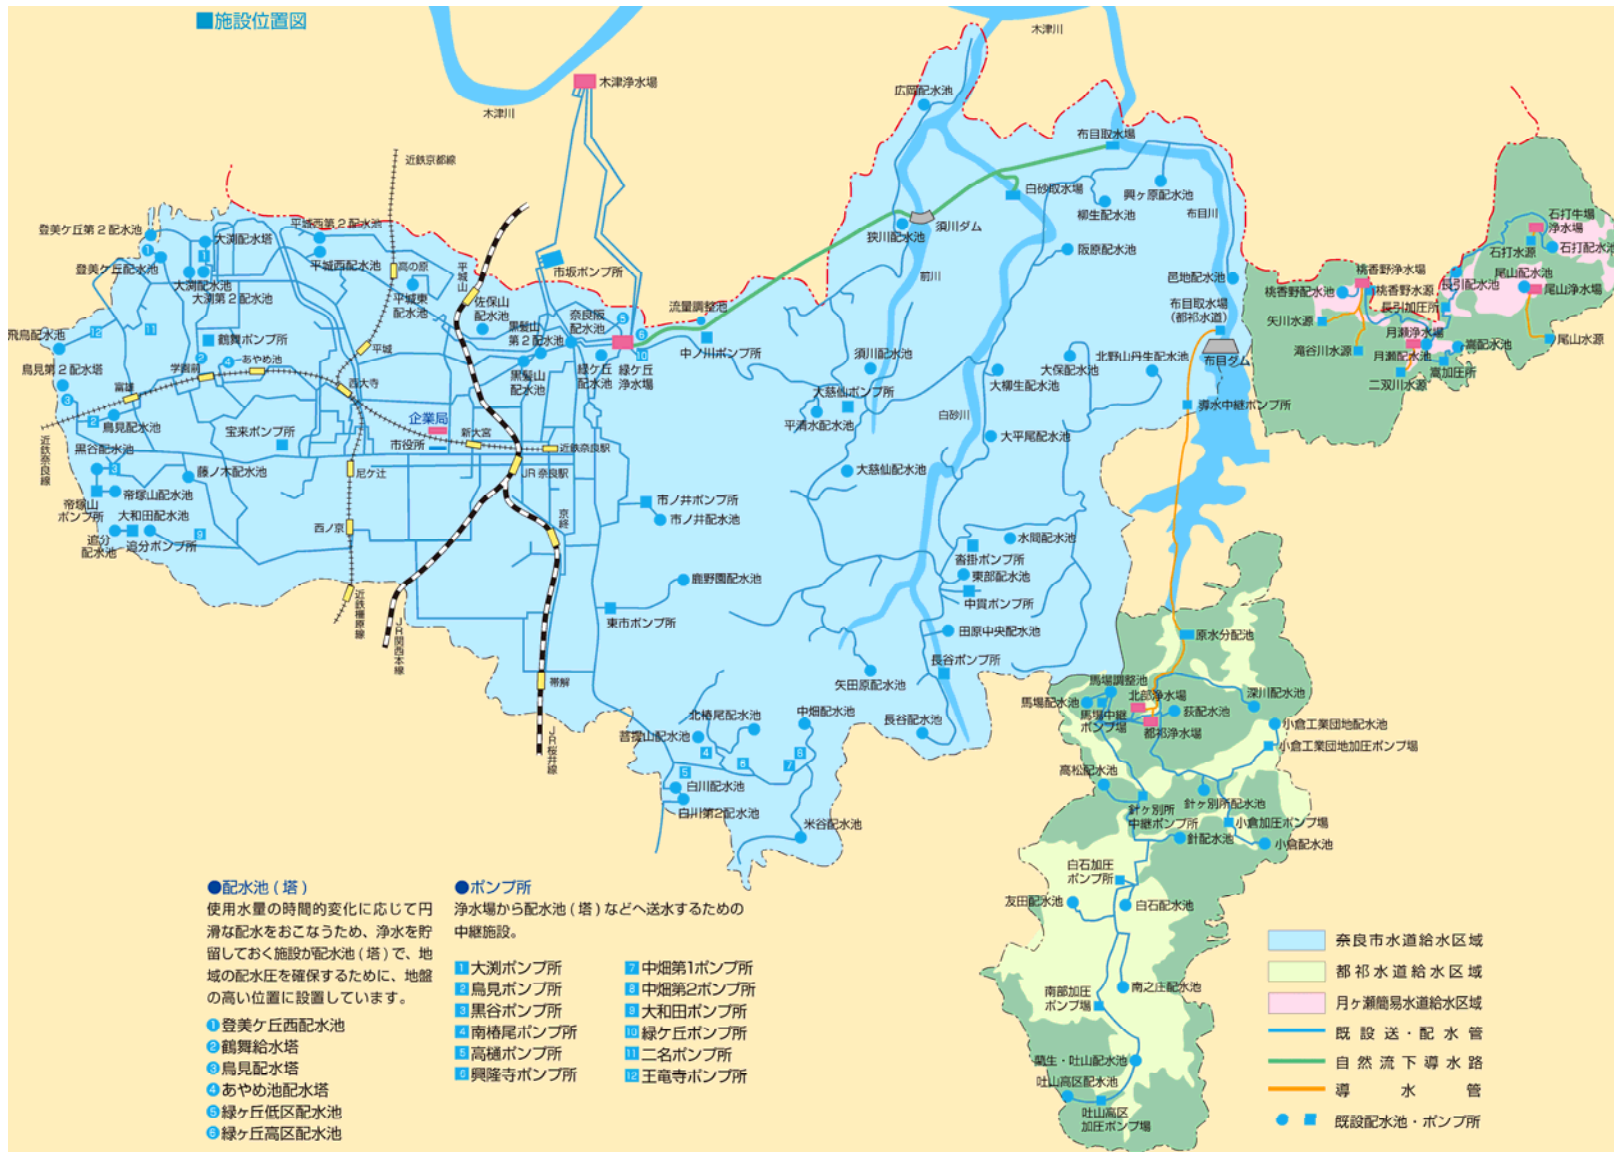 ■施設位置図
木津川
木津川
木津浄水場
広岡配水池
布目取水場
近鉄京都線
白砂取水場
興ヶ原配水池
柳生配水池
布目川
須川ダム
狭川配水池
阪原配水池
前川
石打牛場
浄水場
石打水源
石打配水池
登美ケ丘第2配水池
大渕配水塔
平城西第2配水池
登美ケ丘配水池
平城西配水池
高の原
平城山
市坂ポンプ所
大渕配水池
大渕第2配水池
平城東
配水池
佐保山
配水池
奈良阪
配水池
黒髪山
第2配水池
流量調整池
邑地配水池
布目取水場
(都祁水道)
桃香野浄水場
桃香野配水池
桃香野水源
尾山配水池
長引配水池
尾山浄水場
長引加圧所
矢川水源
月瀬浄水場
尾山水源
滝谷川水源
月瀬配水池
嵩配水池
嵩加圧所
二双川水源
飛鳥配水池
鶴舞ポンプ所
平城
中ノ川ポンプ所
須川配水池
北野山丹生配水池
布目ダム
鳥見第2配水塔
学園前
あやめ池
西大寺
黒髪山
配水池
緑ケ丘
配水池
緑ケ丘
浄水場
大保配水池
大柳生配水池
富雄
大慈仙ポンプ所
導水中継ポンプ所
鳥見配水池
企業局
平清水配水池
白砂川
近鉄奈良線
黒谷配水池
宝来ポンプ所
市役所
新大宮
近鉄奈良駅
大平尾配水池
藤ノ木配水池
尼ケ辻
JR奈良駅
大慈仙配水池
帝塚山
ポンプ所
帝塚山配水池
市ノ井ポンプ所
大和田配水池
西ノ京
京終
市ノ井配水池
追分
配水池
追分ポンプ所
水間配水池
沓掛ポンプ所
東部配水池
近鉄橿原線
鹿野園配水池
中貫ポンプ所
JR関西本線
東市ポンプ所
田原中央配水池
原水分配池
帯解
矢田原配水池
長谷ポンプ所
馬場調整池
北部浄水場
深川配水池
馬場配水池
馬場中継
ポンプ場
荻配水池
都祁浄水場
小倉工業団地配水池
小倉工業団地加圧ポンプ場
JR桜井線
北椿尾配水池
中畑配水池
菩提山配水池
長谷配水池
高松配水池
白川配水池
白川第2配水池
米谷配水池
針ヶ別所
中継ポンプ所
針ヶ別所配水池
小倉加圧ポンプ場
針配水池
小倉配水池
白石加圧
ポンプ所
友田配水池
白石配水池
南之庄配水池
南部加圧
ポンプ場
藺生・吐山配水池
吐山高区配水池
吐山高区
加圧ポンプ場
●配水池(塔)
使用水量の時間的変化に応じて円
滑な配水をおこなうため、浄水を貯
留しておく施設が配水池(塔)で、地
域の配水圧を確保するために、地盤
の高い位置に設置しています。
1登美ケ丘西配水池
2鶴舞給水塔
3鳥見配水塔
4あやめ池配水塔
5緑ヶ丘低区配水池
6緑ヶ丘高区配水池
●ポンプ所
浄水場から配水池(塔)などへ送水するための
中継施設。
1大渕ポンプ所
2鳥見ポンプ所
3黒谷ポンプ所
4南椿尾ポンプ所
5高樋ポンプ所
6興隆寺ポンプ所
7中畑第1ポンプ所
8中畑第2ポンプ所
9大和田ポンプ所
10緑ケ丘ポンプ所
11二名ポンプ所
12王竜寺ポンプ所
奈良市水道給水区域
都祁水道給水区域
月ヶ瀬簡易水道給水区域
既設送・配水管
自然流下導水路
導水管
既設配水池・ポンプ所